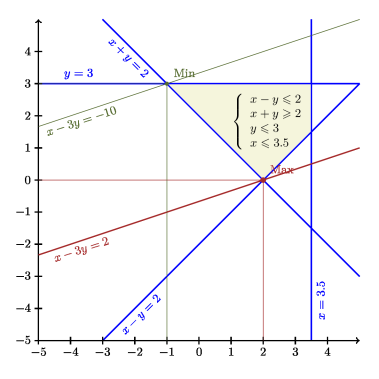 4
3
2
1
0
−1
−2
−3
−4
−5
−5 −4 −3 −2 −1 0 1 2 3 4
x + y = 2
y = 3
Min
x − 3y = −10
x − y ⩽ 2
x + y ⩾ 2
y ⩽ 3
x ⩽ 3.5
Max
x − 3y = 2
x − y = 2
x = 3.5